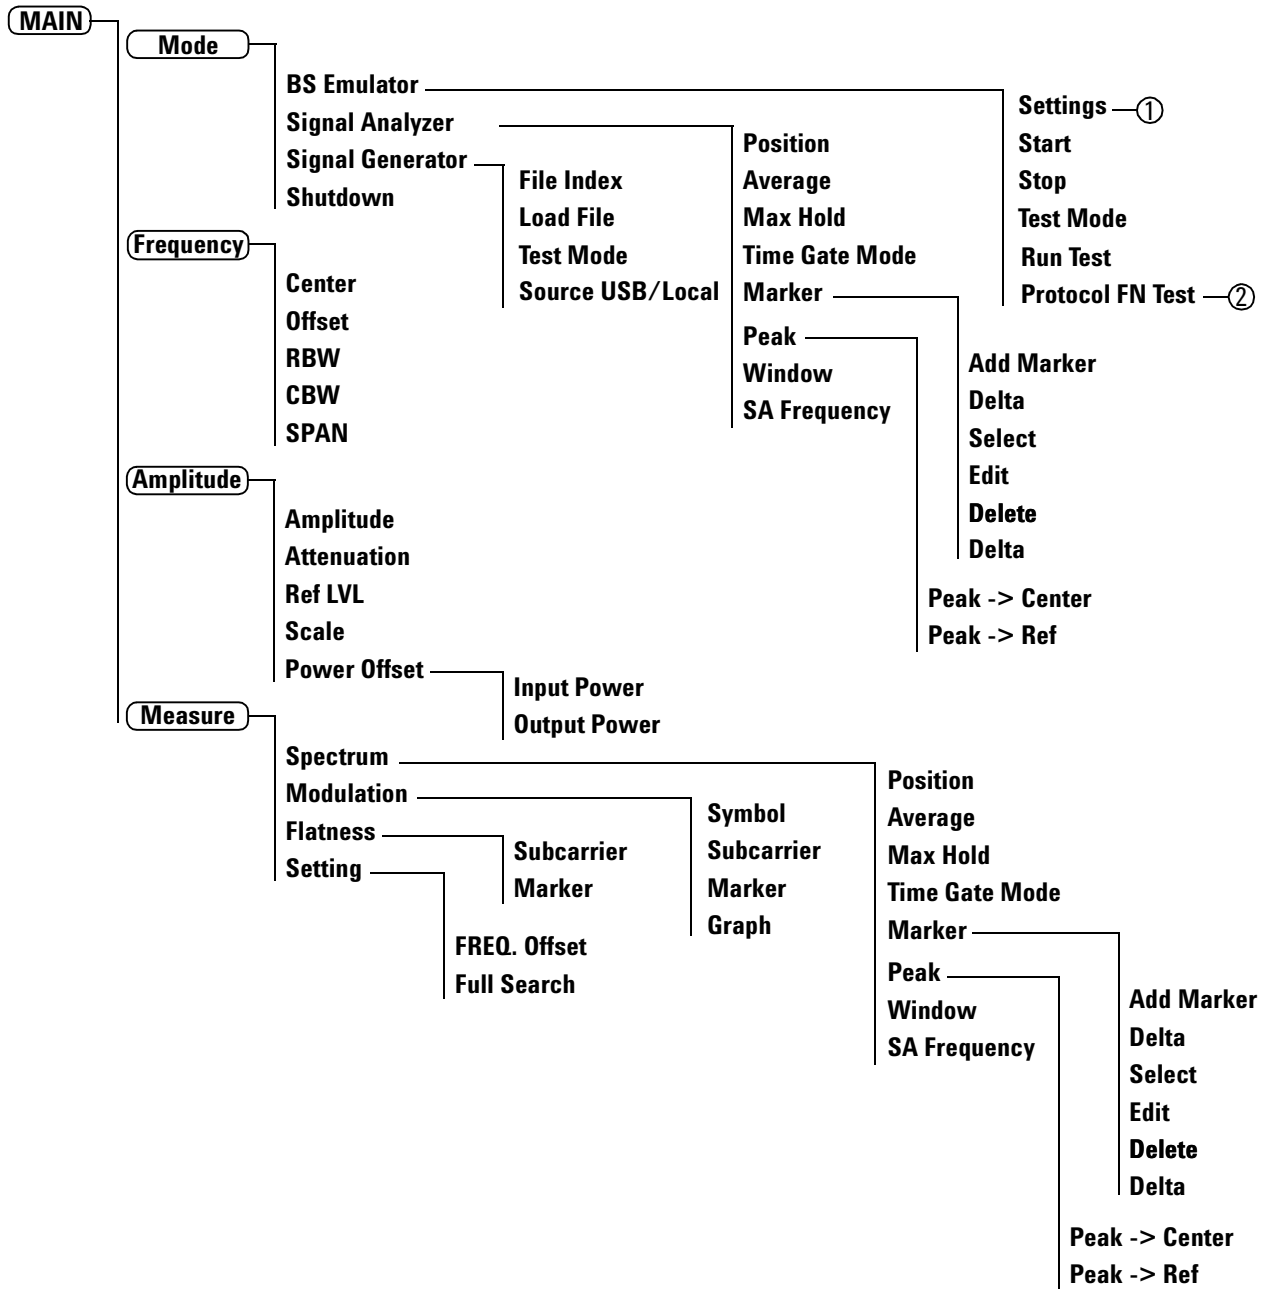 MAIN
Mode
BS Emulator
Signal Analyzer
Signal Generator
Shutdown
Settings 1
Start
Stop
Test Mode
Run Test
Protocol FN Test 2
Position
Average
Max Hold
Time Gate Mode
Marker
Peak
Window
SA Frequency
File Index
Load File
Test Mode
Source USB/Local
Add Marker
Delta
Select
Edit
Delete
Delta
Peak -> Center
Peak -> Ref
Frequency
Center
Offset
RBW
CBW
SPAN
Amplitude
Amplitude
Attenuation
Ref LVL
Scale
Power Offset
Input Power
Output Power
Measure
Spectrum
Modulation
Flatness
Setting
Position
Average
Max Hold
Time Gate Mode
Marker
Peak
Window
SA Frequency
Symbol
Subcarrier
Marker
Graph
Subcarrier
Marker
FREQ. Offset
Full Search
Add Marker
Delta
Select
Edit
Delete
Delta
Peak -> Center
Peak -> Ref